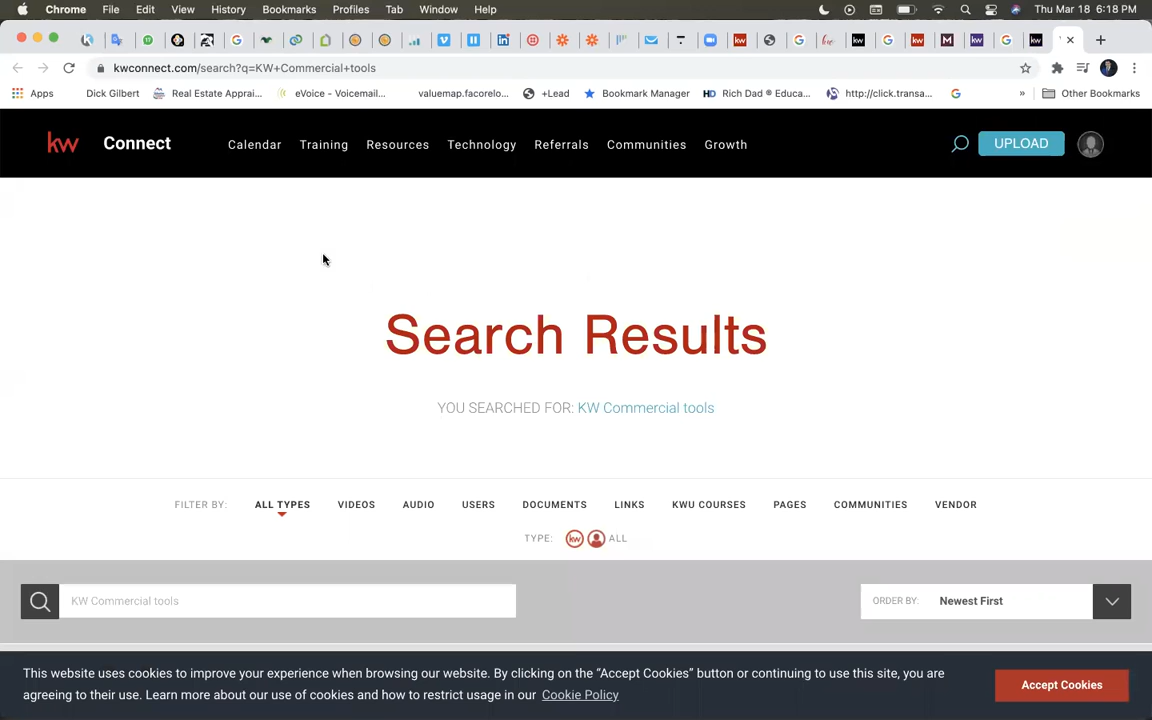 Chrome File Edit View History Bookmarks Profiles Tab Window Help Thu Mar 18 6:18 PM
kwconnect.com/search?q=KW+Commercial+tools
Apps Dick Gilbert Real Estate Apprai... eVoice - Voicemail... valuemap.facorelo... +Lead Bookmark Manager Rich Dad ® Educa... http://click.transa... » Other Bookmarks
kw Connect Calendar Training Resources Technology Referrals Communities Growth UPLOAD
Search Results
YOU SEARCHED FOR: KW Commercial tools
FILTER BY: ALL TYPES VIDEOS AUDIO USERS DOCUMENTS LINKS KWU COURSES PAGES COMMUNITIES VENDOR
TYPE: kw ALL
KW Commercial tools ORDER BY: Newest First
This website uses cookies to improve your experience when browsing our website. By clicking on the “Accept Cookies” button or continuing to use this site, you are
agreeing to their use. Learn more about our use of cookies and how to restrict usage in our Cookie Policy
Accept Cookies